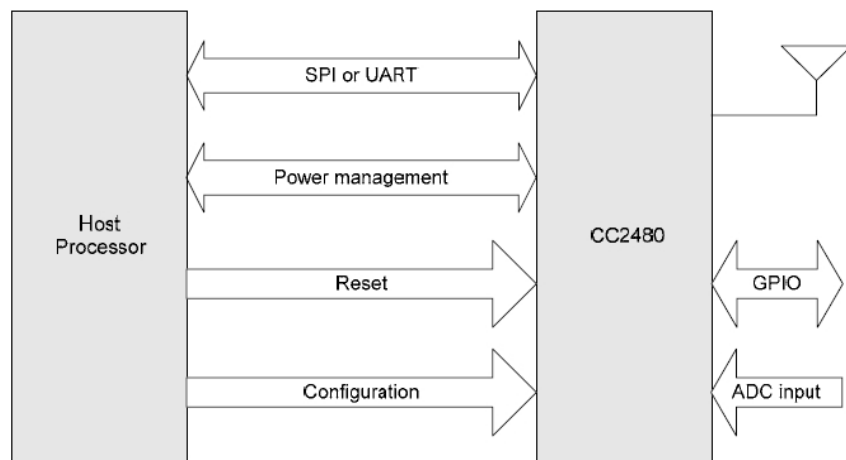 SPI or UART
Power management
Host
Processor
CC2480
Reset
GPIO
Configuration
ADC input